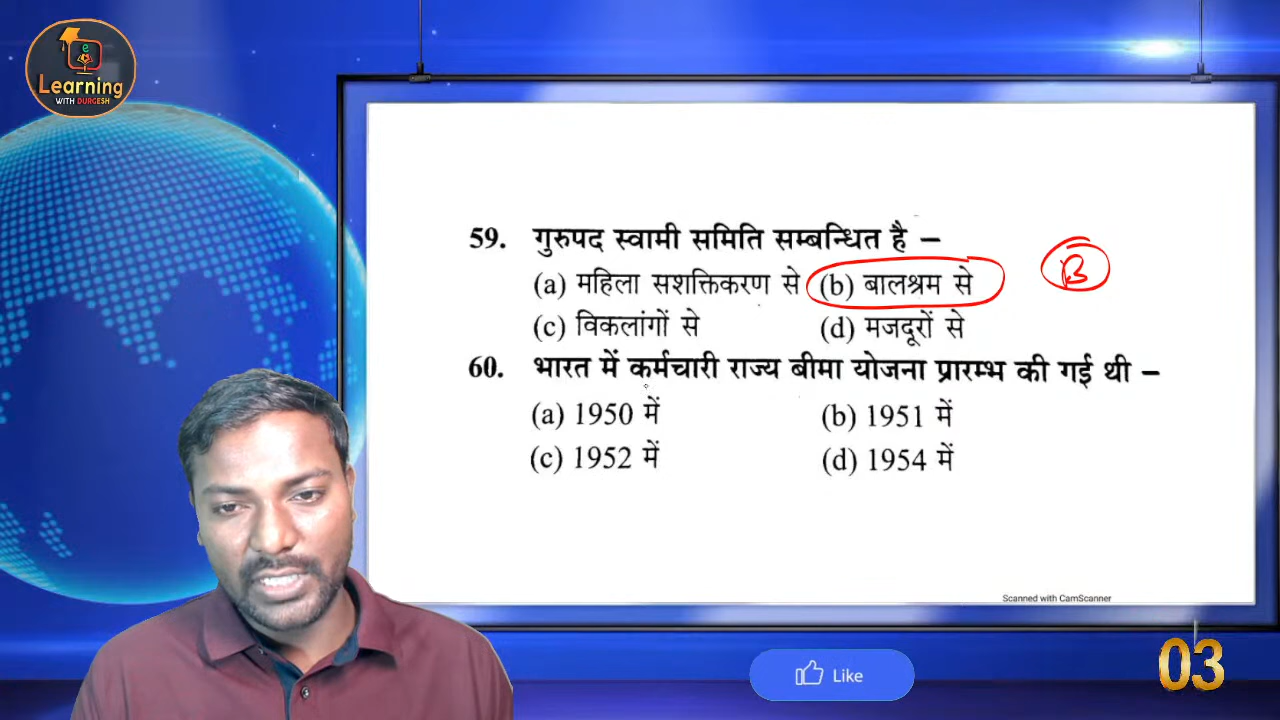 e
Learning
WITH DURGESH
59. गुरुपद स्वामी समिति सम्बन्धित है –
(a) महिला सशक्तिकरण से (b) बालश्रम से
B
(c) विकलांगों से (d) मजदूरों से
60. भारत में कर्मचारी राज्य बीमा योजना प्रारम्भ की गई थी –
(a) 1950 में (b) 1951 में
(c) 1952 में (d) 1954 में
Scanned with CamScanner
Like
03